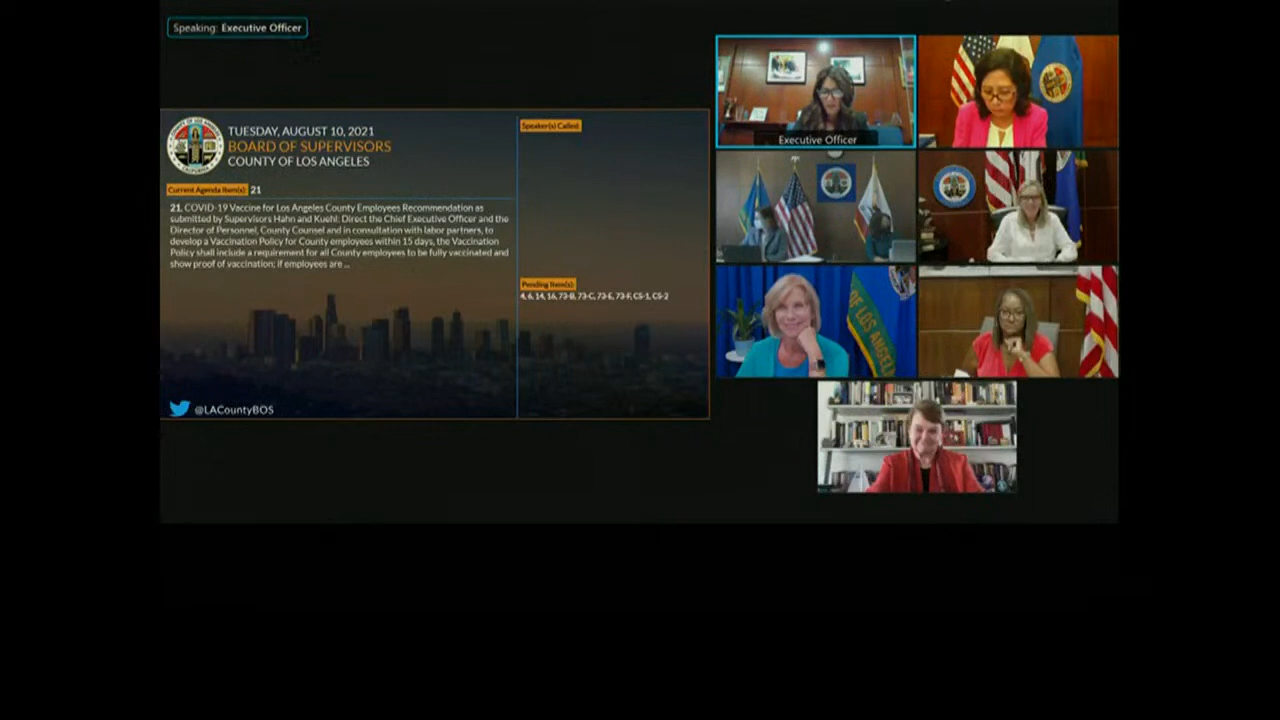 Speaking: Executive Officer
TUESDAY, AUGUST 10, 2021
BOARD OF SUPERVISORS
COUNTY OF LOS ANGELES
Current Agenda Item(s): 21
21. COVID-19 Vaccine for Los Angeles County Employees Recommendation as
submitted by Supervisors Hahn and Kuehl: Direct the Chief Executive Officer and the
Director of Personnel, County Counsel and in consultation with labor partners, to
develop a Vaccination Policy for County employees within 15 days, the Vaccination
Policy shall include a requirement for all County employees to be fully vaccinated and
show proof of vaccination; if employees are ...
@LACountyBOS
Speaker(s) Called:
Pending Item(s):
4, 6, 14, 16, 73-B, 73-C, 73-E, 73-F, CS-1, CS-2
Executive Officer
OF LOS ANGELE